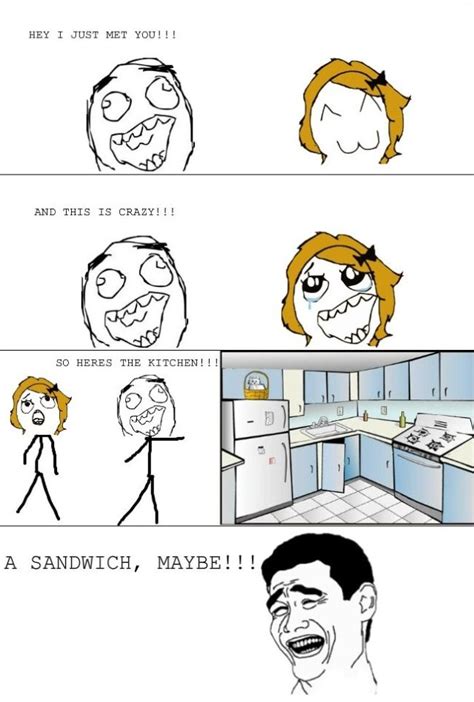 HEY I JUST MET YOU!!!
AND THIS IS CRAZY!!!
SO HERES THE KITCHEN!!!
A SANDWICH, MAYBE!!!